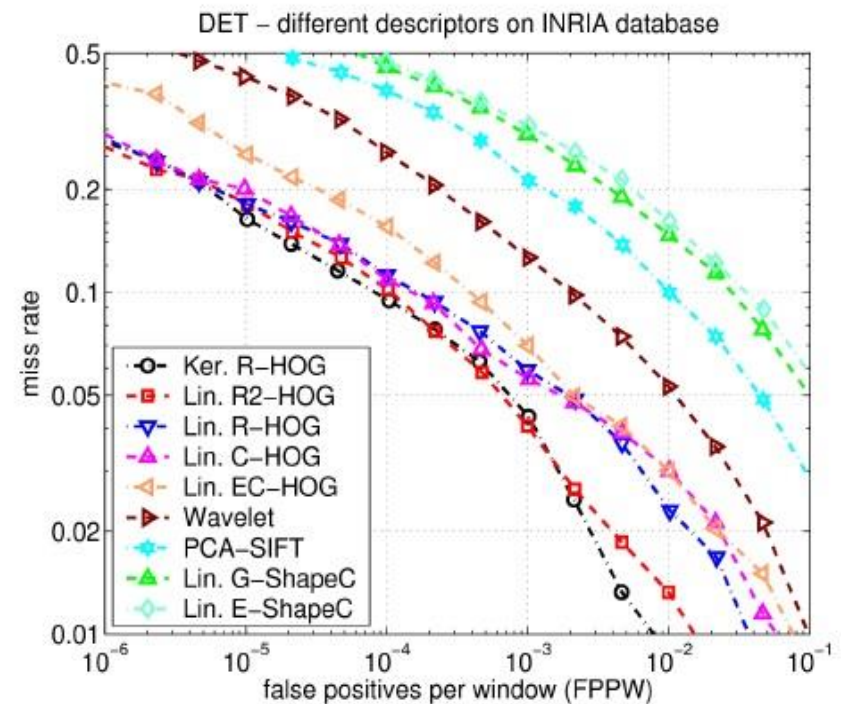 DET − different descriptors on INRIA database
0.5
0.2
0.1
0.05
0.02
0.01
miss rate
Ker. R−HOG
Lin. R2−HOG
Lin. R−HOG
Lin. C−HOG
Lin. EC−HOG
Wavelet
PCA−SIFT
Lin. G−ShapeC
Lin. E−ShapeC
10⁻⁶ 10⁻⁵ 10⁻⁴ 10⁻³ 10⁻² 10⁻¹
false positives per window (FPPW)